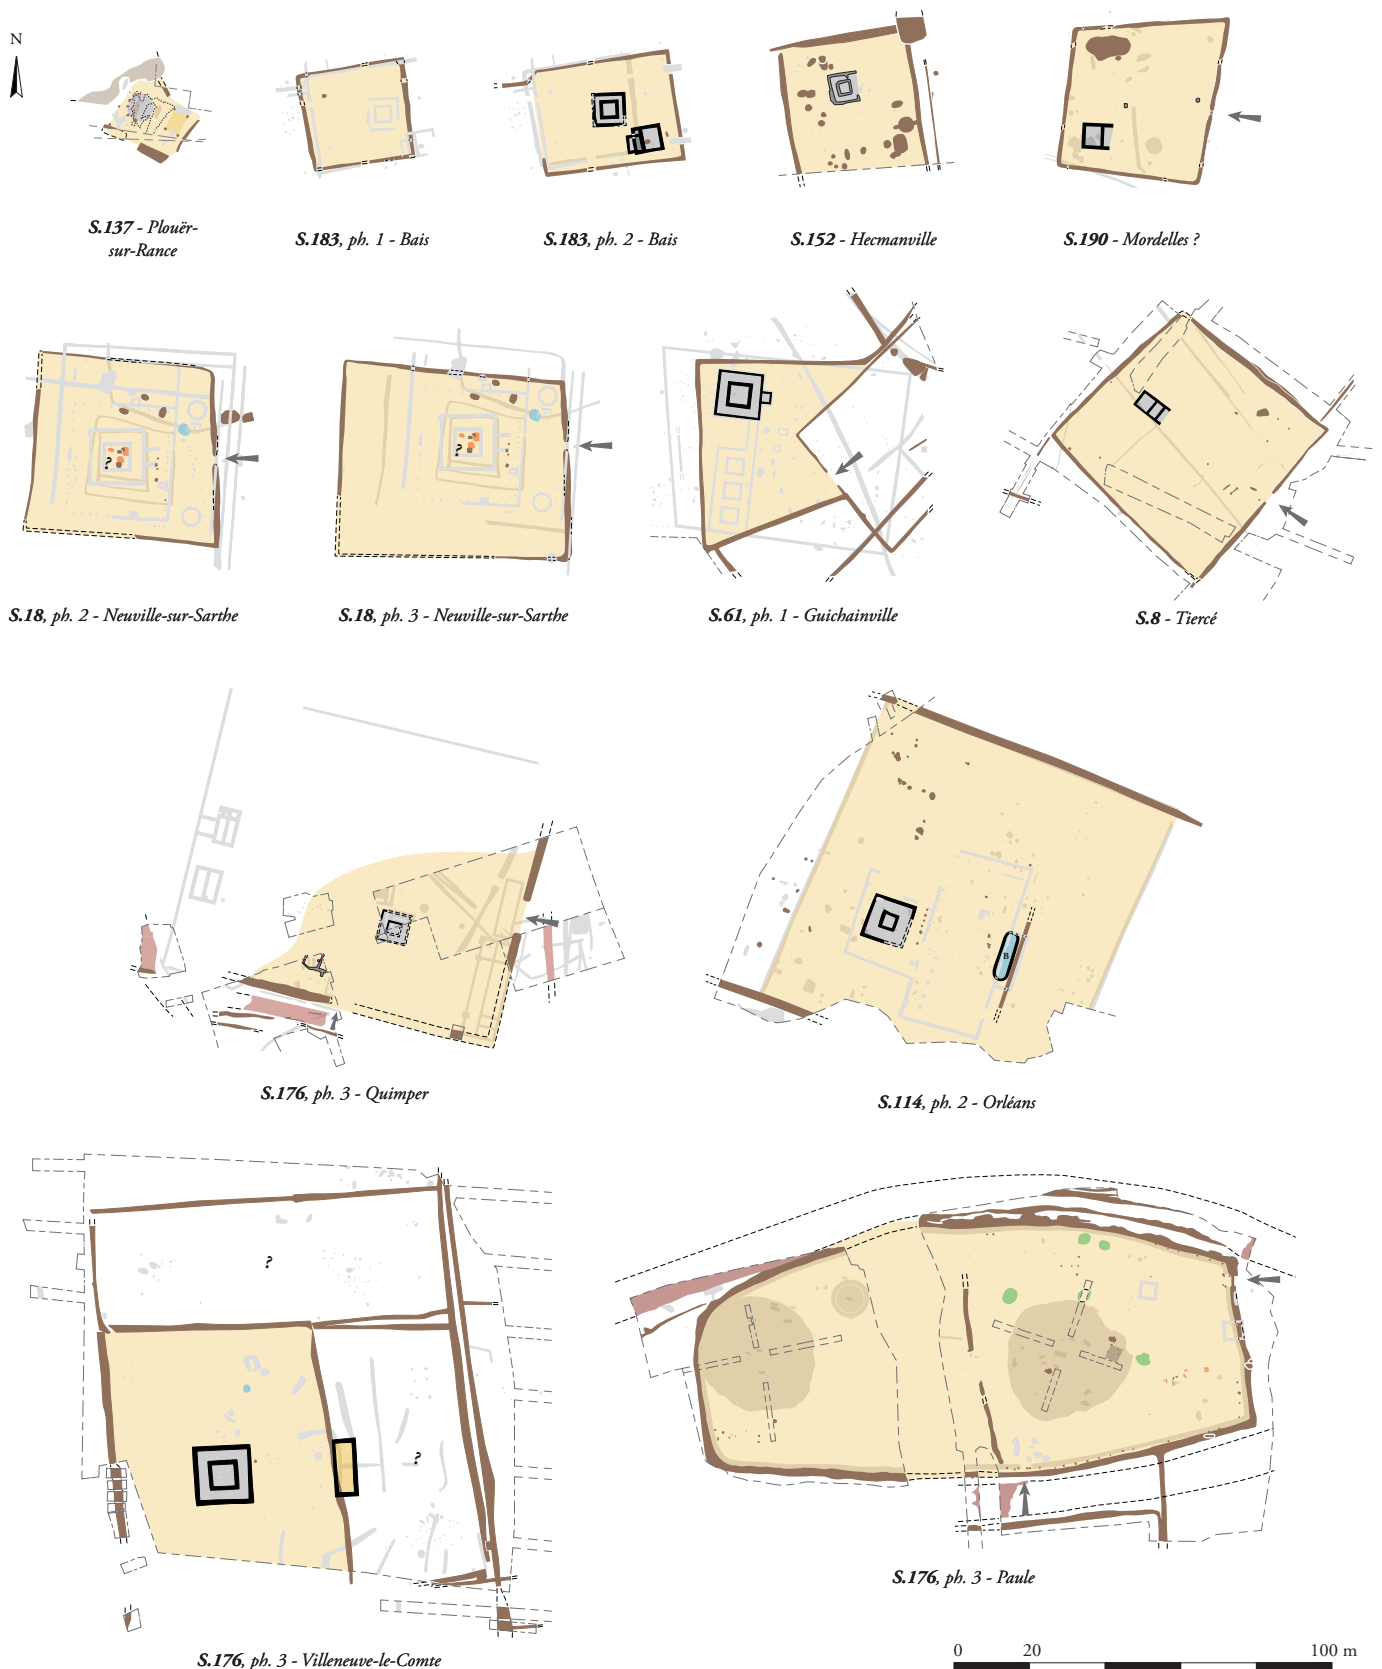 N
S.137 - Plouër-
sur-Rance
S.183, ph. 1 - Bais
S.183, ph. 2 - Bais
S.152 - Hecmanville
S.190 - Mordelles ?
?
?
S.18, ph. 2 - Neuville-sur-Sarthe
S.18, ph. 3 - Neuville-sur-Sarthe
S.61, ph. 1 - Guichainville
S.8 - Tiercé
B
S.176, ph. 3 - Quimper
S.114, ph. 2 - Orléans
?
?
S.176, ph. 3 - Paule
S.176, ph. 3 - Villeneuve-le-Comte
0 20 100 m